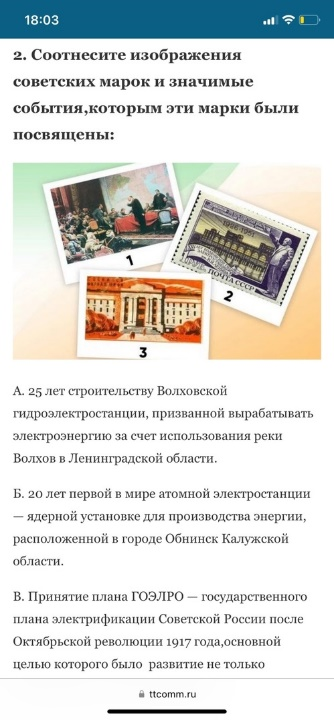 18:03
2. Соотнесите изображения
советских марок и значимые
события,которым эти марки были
посвящены:
1
ПОЧТА СССР
2
3
А. 25 лет строительству Волховской
гидроэлектростанции, призванной вырабатывать
электроэнергию за счет использования реки
Волхов в Ленинградской области.
Б. 20 лет первой в мире атомной электростанции
— ядерной установке для производства энергии,
расположенной в городе Обнинск Калужской
области.
В. Принятие плана ГОЭЛРО — государственного
плана электрификации Советской России после
Октябрьской революции 1917 года,основной
целью которого было развитие не только
ttcomm.ru